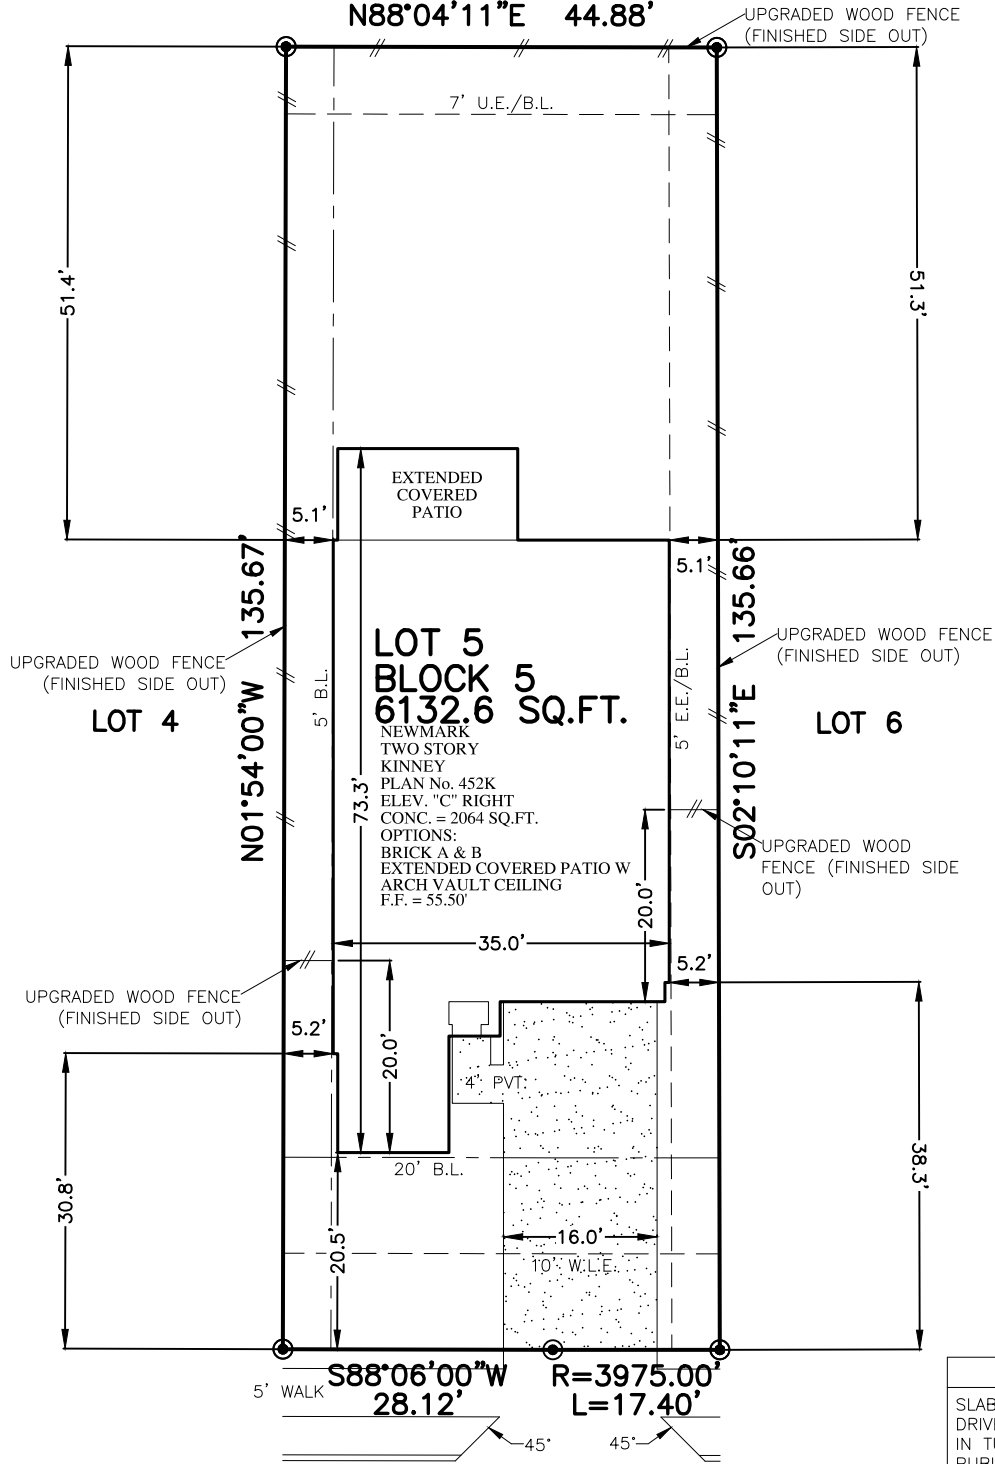 N88°04'11"E 44.88'
UPGRADED WOOD FENCE
(FINISHED SIDE OUT)
7' U.E./B.L.
51.4'
51.3'
EXTENDED
COVERED
PATIO
5.1'
5.1'
N01°54'00"W 135.67'
S02°10'11"E 135.66'
UPGRADED WOOD FENCE
(FINISHED SIDE OUT)
UPGRADED WOOD FENCE
(FINISHED SIDE OUT)
LOT 4
LOT 6
5' B.L.
5' E.E./B.L.
LOT 5
BLOCK 5
6132.6 SQ.FT.
NEWMARK
TWO STORY
KINNEY
PLAN No. 452K
ELEV. "C" RIGHT
CONC. = 2064 SQ.FT.
OPTIONS:
BRICK A & B
EXTENDED COVERED PATIO W
ARCH VAULT CEILING
F.F. = 55.50'
73.3'
UPGRADED WOOD
FENCE (FINISHED SIDE
OUT)
20.0'
35.0'
5.2'
UPGRADED WOOD FENCE
(FINISHED SIDE OUT)
5.2'
20.0'
4' PVT.
20' B.L.
30.8'
38.3'
20.5'
16.0'
10' W.L.E.
5' WALK
S88°06'00"W
28.12'
R=3975.00'
L=17.40'
45°
45°
SLAB
IN